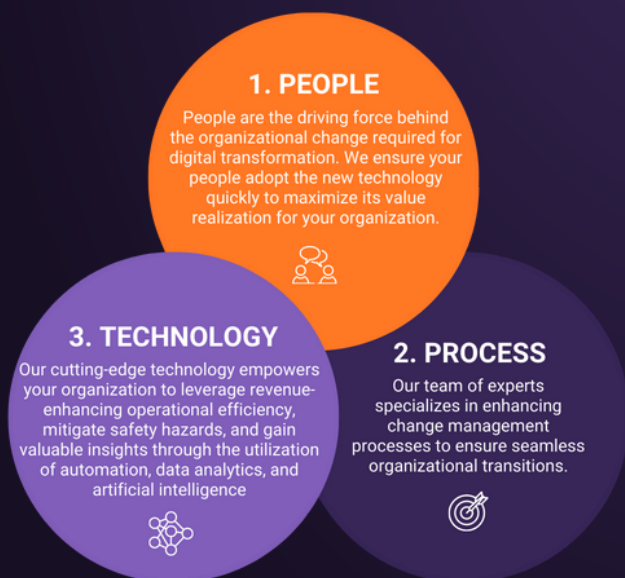 1. PEOPLE
People are the driving force behind
the organizational change required for
digital transformation. We ensure your
people adopt the new technology
quickly to maximize its value
realization for your organization.
2. PROCESS
Our team of experts
specializes in enhancing
change management
processes to ensure seamless
organizational transitions.
3. TECHNOLOGY
Our cutting-edge technology empowers
your organization to leverage revenue-
enhancing operational efficiency,
mitigate safety hazards, and gain
valuable insights through the utilization
of automation, data analytics, and
artificial intelligence